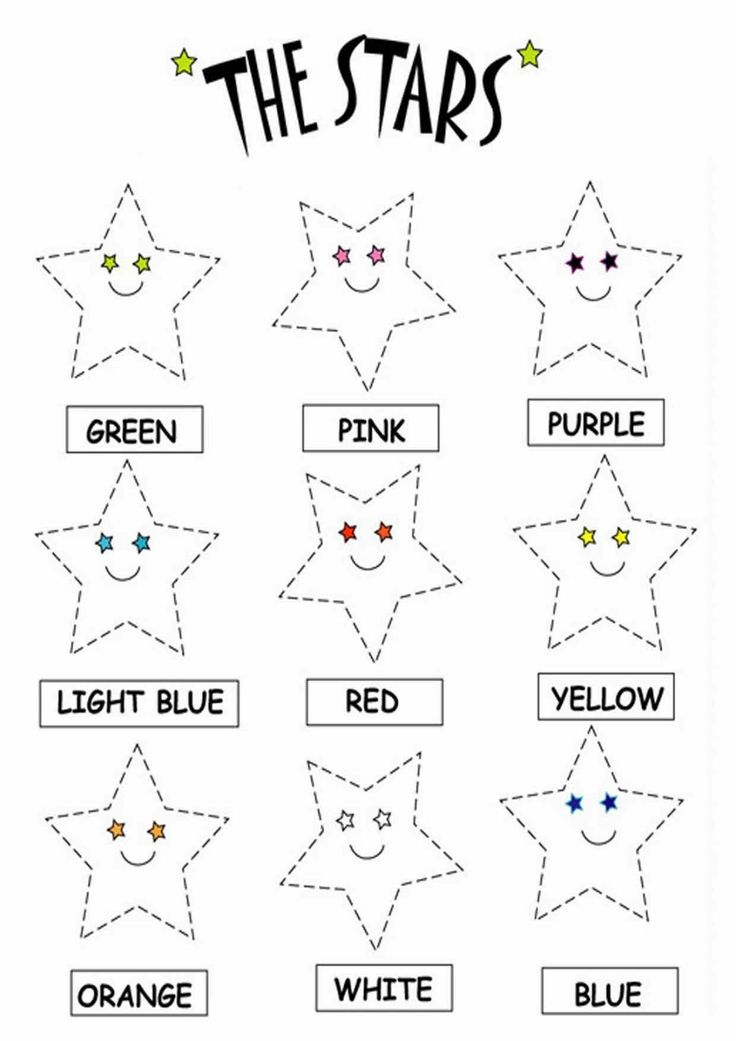 THE STARS
GREEN
PINK
PURPLE
LIGHT BLUE
RED
YELLOW
ORANGE
WHITE
BLUE